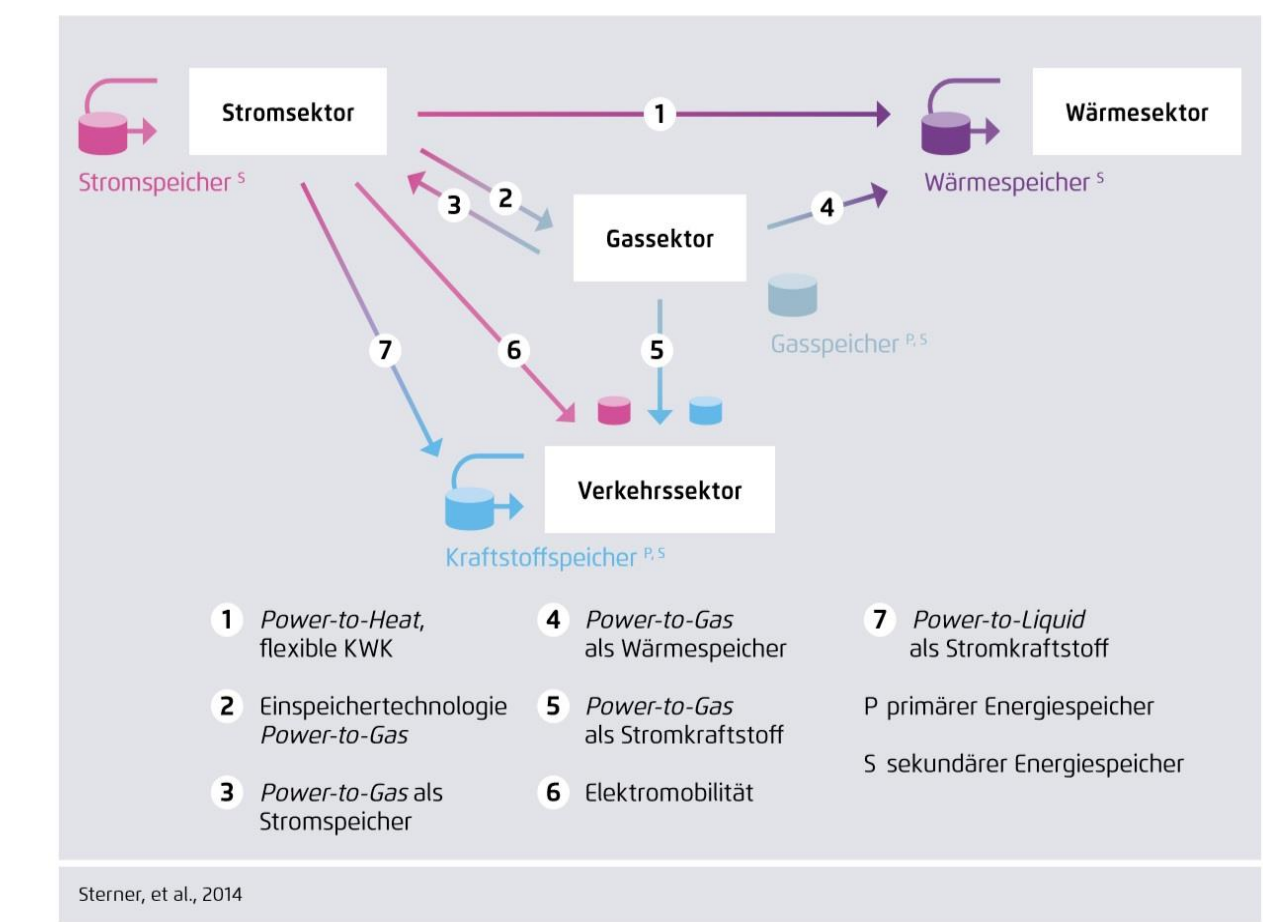 Stromsektor
Wärmesektor
Stromspeicher S
Wärmespeicher S
1
2
3
4
Gassektor
Gasspeicher P, S
7
6
5
Verkehrssektor
Kraftstoffspeicher P, S
1 Power-to-Heat,
flexible KWK
2 Einspeichertechnologie
Power-to-Gas
3 Power-to-Gas als
Stromspeicher
4 Power-to-Gas
als Wärmespeicher
5 Power-to-Gas
als Stromkraftstoff
6 Elektromobilität
7 Power-to-Liquid
als Stromkraftstoff
P primärer Energiespeicher
S sekundärer Energiespeicher
Sterner, et al., 2014